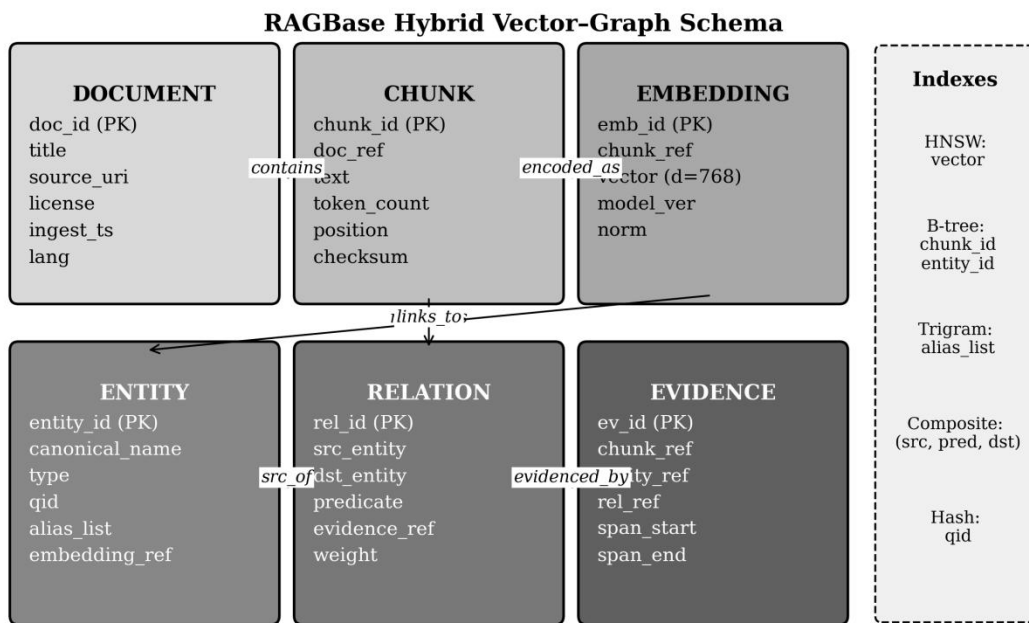 RAGBase Hybrid Vector–Graph Schema
DOCUMENT
doc_id (PK)
title
source_uri
license
ingest_ts
lang
contains
CHUNK
chunk_id (PK)
doc_ref
text
token_count
position
checksum
encoded_as
EMBEDDING
emb_id (PK)
chunk_ref
vector (d=768)
model_ver
norm
links_to
ENTITY
entity_id (PK)
canonical_name
type
qid
alias_list
embedding_ref
src_of
RELATION
rel_id (PK)
src_entity
dst_entity
predicate
evidence_ref
weight
evidenced_by
EVIDENCE
ev_id (PK)
chunk_ref
rel_ref
span_start
span_end
Indexes
HNSW:
vector
B-tree:
chunk_id
entity_id
Trigram:
alias_list
Composite:
(src, pred, dst)
Hash:
qid